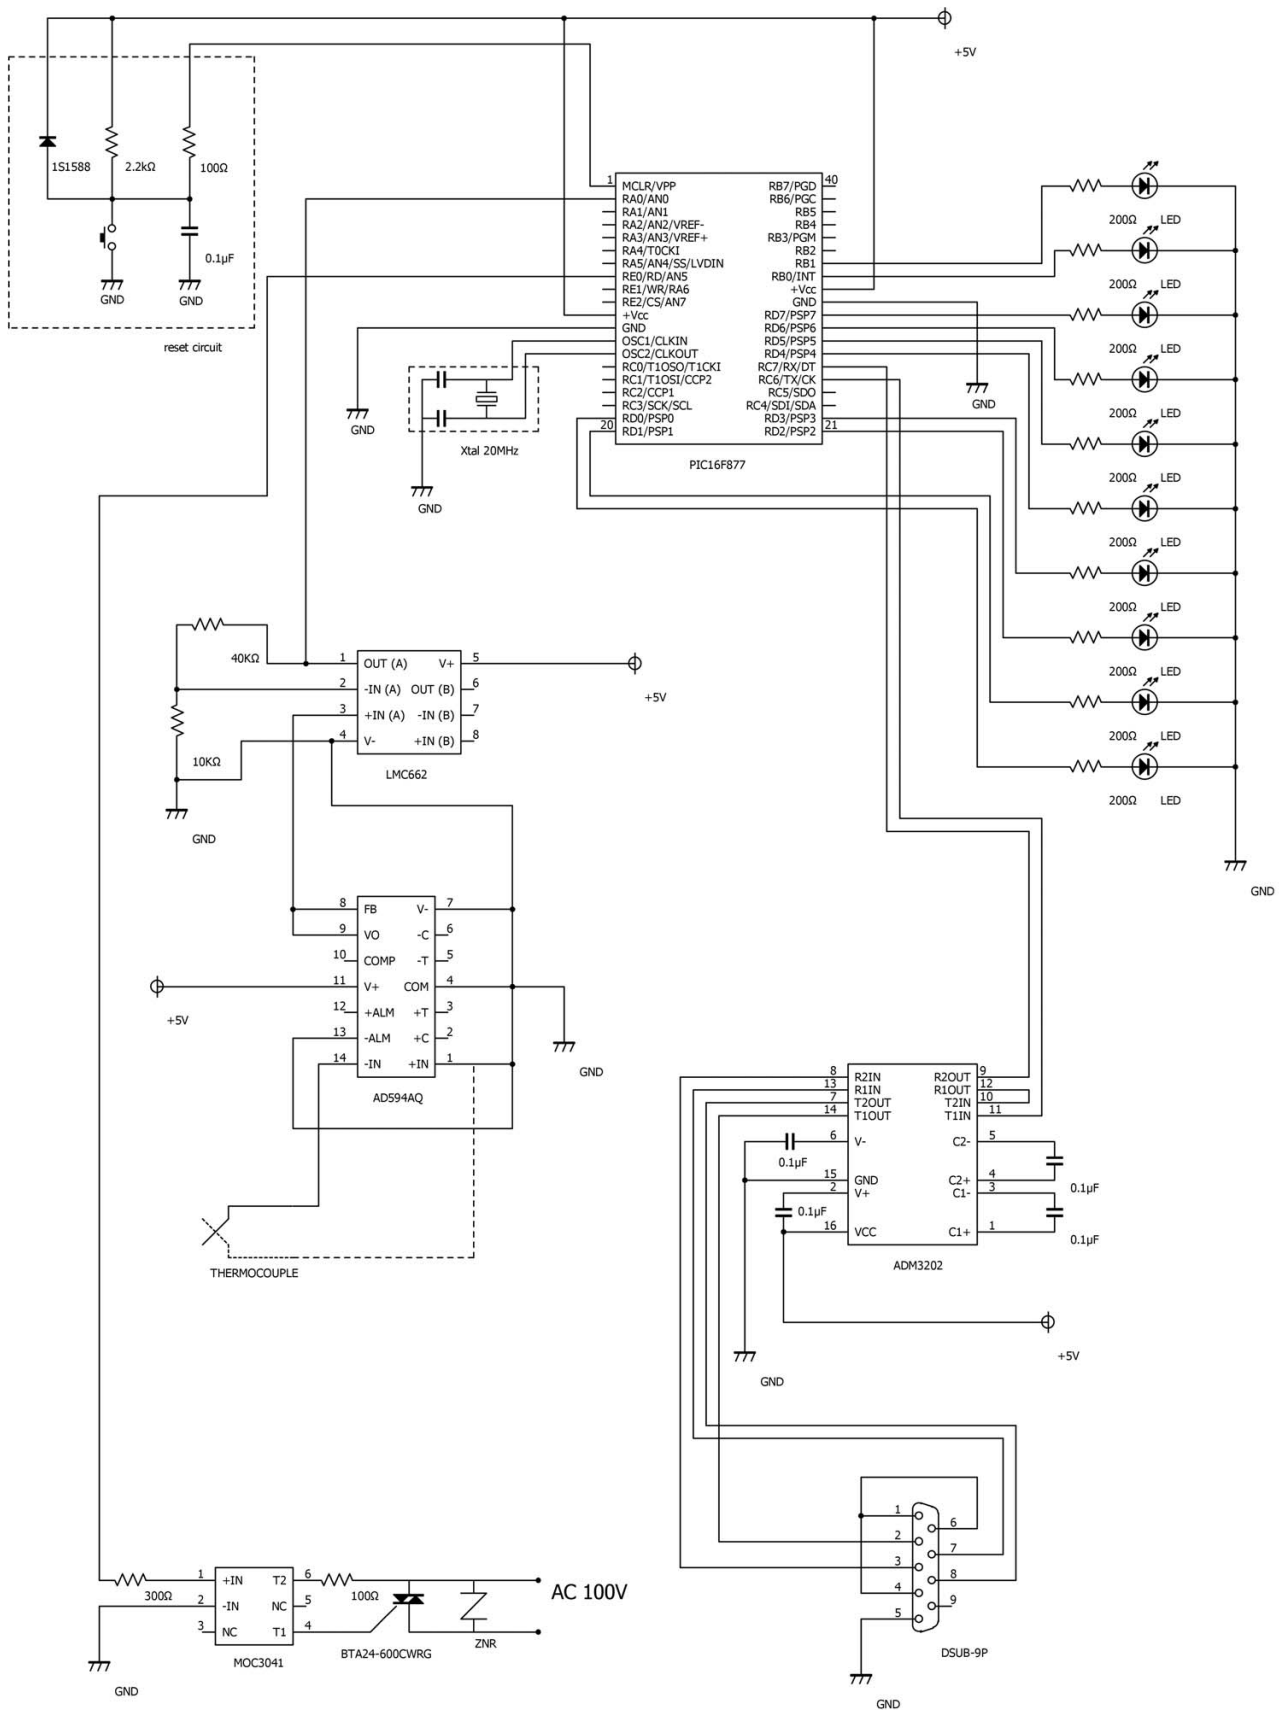 +5V
1S1588
2.2kΩ
100Ω
0.1µF
GND
GND
reset circuit
1
MCLR/VPP
RA0/AN0
RA1/AN1
RA2/AN2/VREF-
RA3/AN3/VREF+
RA4/T0CKI
RA5/AN4/SS/LVDIN
RE0/RD/AN5
RE1/WR/RA6
RE2/CS/AN7
+Vcc
GND
OSC1/CLKIN
OSC2/CLKOUT
RC0/T1OSO/T1CKI
RC1/T1OSI/CCP2
RC2/CCP1
RC3/SCK/SCL
RD0/PSP0
20
RD1/PSP1
RB7/PGD
40
RB6/PGC
RB5
RB4
RB3/PGM
RB2
RB1
RB0/INT
+Vcc
GND
RD7/PSP7
RD6/PSP6
RD5/PSP5
RD4/PSP4
RC7/RX/DT
RC6/TX/CK
RC5/SDO
RC4/SDI/SDA
RD3/PSP3
RD2/PSP2
21
PIC16F877
GND
GND
Xtal 20MHz
GND
200Ω LED
200Ω LED
200Ω LED
200Ω LED
200Ω LED
200Ω LED
200Ω LED
200Ω LED
200Ω LED
200Ω LED
GND
40KΩ
10KΩ
GND
1 OUT (A) V+ 5
2 -IN (A) OUT (B) 6
3 +IN (A) -IN (B) 7
4 V- +IN (B) 8
LMC662
+5V
8 FB V- 7
9 VO -C 6
10 COMP -T 5
11 V+ COM 4
12 +ALM +T 3
13 -ALM +C 2
14 -IN +IN 1
AD594AQ
+5V
GND
THERMOCOUPLE
8 R2IN R2OUT 9
13 R1IN R1OUT 12
7 T2OUT T2IN 10
14 T1OUT T1IN 11
6 V- C2- 5
15 GND C2+ 4
2 V+ C1- 3
16 VCC C1+ 1
ADM3202
0.1µF
0.1µF
0.1µF
0.1µF
+5V
GND
1
6
2
7
3
8
4
9
5
DSUB-9P
GND
300Ω
1 +IN T2 6
2 -IN NC 5
3 NC T1 4
MOC3041
GND
100Ω
BTA24-600CWRG
ZNR
AC 100V